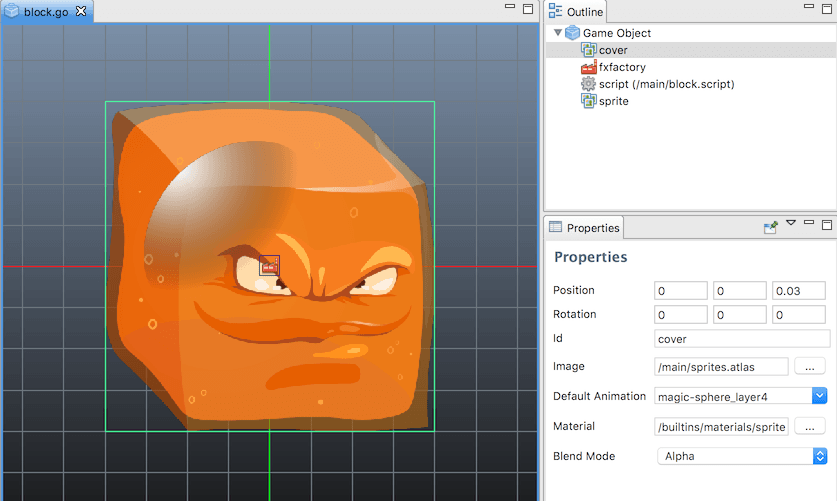 block.go
Outline
Game Object
cover
fxfactory
script (/main/block.script)
sprite
Properties
Properties
Position 0 0 0.03
Rotation 0 0 0
Id cover
Image /main/sprites.atlas ...
Default Animation magic-sphere_layer4
Material /builtins/materials/sprite ...
Blend Mode Alpha